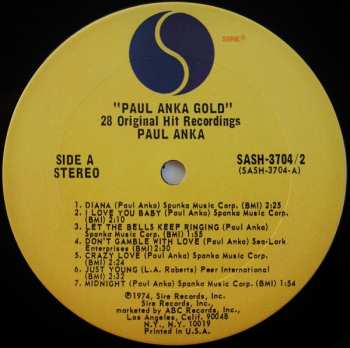 SIRE®
"PAUL ANKA GOLD"
28 Original Hit Recordings
PAUL ANKA
SIDE A
STEREO
SASH-3704/2
(SASH-3704-A)
1. DIANA (Paul Anka) Spanka Music Corp. (BMI) 2:25
2. I LOVE YOU BABY (Paul Anka) Spanka Music Corp.
(BMI) 2:10
3. LET THE BELLS KEEP RINGING (Paul Anka)
Spanka Music Corp. (BMI) 1:55
4. DON'T GAMBLE WITH LOVE (Paul Anka) Sea-Lark
Enterprises (BMI) 2:30
5. CRAZY LOVE (Paul Anka) Spanka Music Corp.
(BMI) 2:24
6. JUST YOUNG (L.A. Roberts) Peer International
(BMI) 2:32
7. MIDNIGHT (Paul Anka) Spanka Music Corp. (BMI) 1:54
℗1974, Sire Records, Inc.
Sire Records, Inc.,
marketed by ABC Records, Inc.
Los Angeles, Calif. 90048
N.Y., N.Y. 10019
Printed in U.S.A.